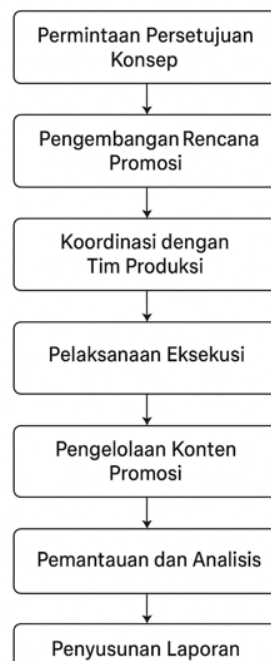 Permintaan Persetujuan
Konsep
Pengembangan Rencana
Promosi
Koordinasi dengan
Tim Produksi
Pelaksanaan Eksekusi
Pengelolaan Konten
Promosi
Pemantauan dan Analisis
Penyusunan Laporan